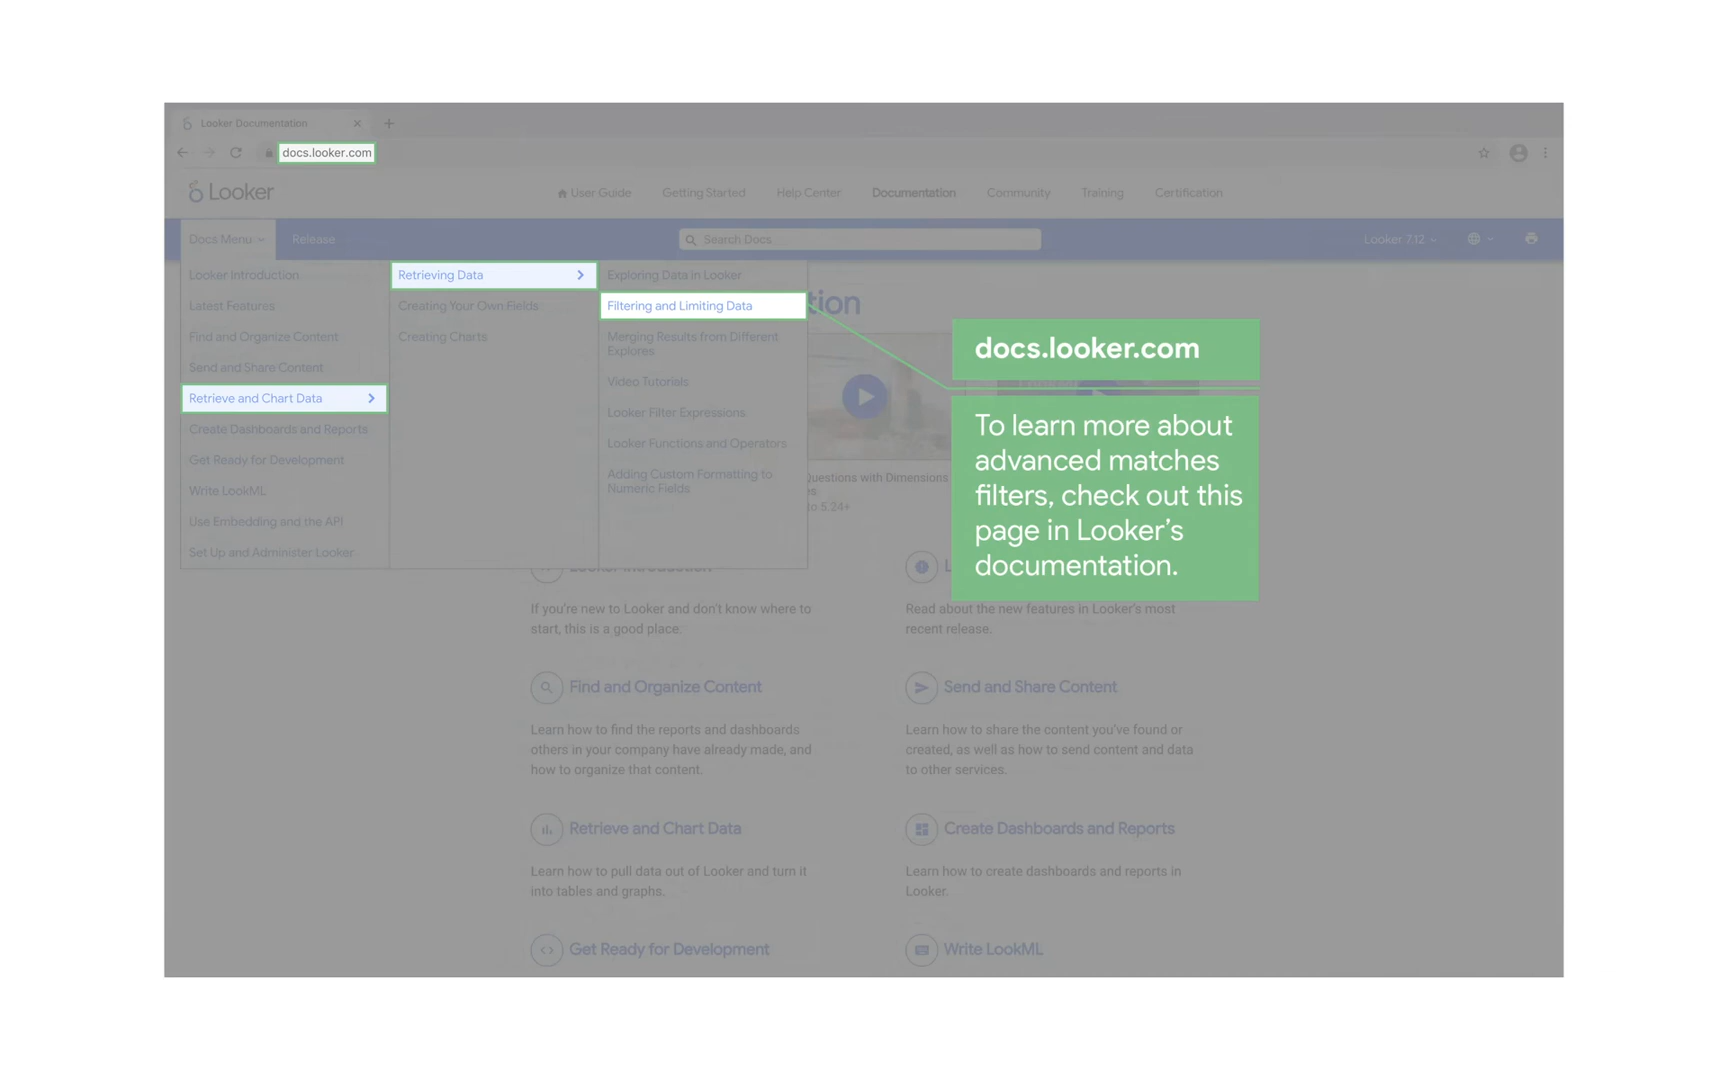 Looker Documentation
docs.looker.com
Looker
User Guide
Getting Started
Help Center
Documentation
Community
Training
Certification
Docs Menu
Release
Search Docs
Looker 7.12
Looker Introduction
Latest Features
Find and Organize Content
Send and Share Content
Retrieve and Chart Data
Create Dashboards and Reports
Get Ready for Development
Write LookML
Use Embedding and the API
Set Up and Administer Looker
Retrieving Data
Creating Your Own Fields
Creating Charts
Exploring Data in Looker
Filtering and Limiting Data
Merging Results from Different
Explores
Video Tutorials
Looker Filter Expressions
Looker Functions and Operators
Adding Custom Formatting to
Numeric Fields
docs.looker.com
To learn more about
advanced matches
filters, check out this
page in Looker's
documentation.
Questions with Dimensions
to 5.24+
If you're new to Looker and don't know where to
start, this is a good place.
Read about the new features in Looker's most
recent release.
Find and Organize Content
Learn how to find the reports and dashboards
others in your company have already made, and
how to organize that content.
Send and Share Content
Learn how to share the content you've found or
created, as well as how to send content and data
to other services.
Retrieve and Chart Data
Learn how to pull data out of Looker and turn it
into tables and graphs.
Create Dashboards and Reports
Learn how to create dashboards and reports in
Looker.
Get Ready for Development
Write LookML